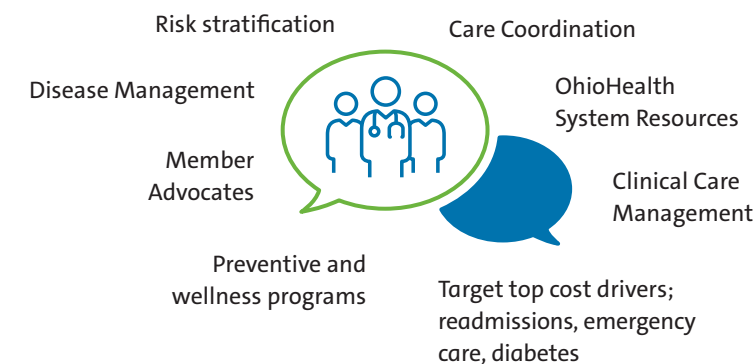 Risk stratification
Care Coordination
Disease Management
OhioHealth
System Resources
Member
Advocates
Clinical Care
Management
Preventive and
wellness programs
Target top cost drivers;
readmissions, emergency
care, diabetes